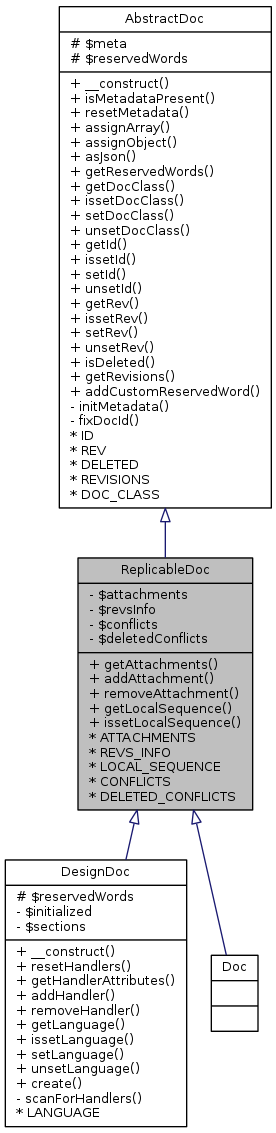 AbstractDoc
# $meta
# $reservedWords
+ __construct()
+ isMetadataPresent()
+ resetMetadata()
+ assignArray()
+ assignObject()
+ asJson()
+ getReservedWords()
+ getDocClass()
+ issetDocClass()
+ setDocClass()
+ unsetDocClass()
+ getId()
+ issetId()
+ setId()
+ unsetId()
+ getRev()
+ issetRev()
+ setRev()
+ unsetRev()
+ isDeleted()
+ getRevisions()
+ addCustomReservedWord()
- initMetadata()
- fixDocId()
* ID
* REV
* DELETED
* REVISIONS
* DOC_CLASS
ReplicableDoc
- $attachments
- $revsInfo
- $conflicts
- $deletedConflicts
+ getAttachments()
+ addAttachment()
+ removeAttachment()
+ getLocalSequence()
+ issetLocalSequence()
* ATTACHMENTS
* REVS_INFO
* LOCAL_SEQUENCE
* CONFLICTS
* DELETED_CONFLICTS
DesignDoc
# $reservedWords
- $initialized
- $sections
+ __construct()
+ resetHandlers()
+ getHandlerAttributes()
+ addHandler()
+ removeHandler()
+ getLanguage()
+ issetLanguage()
+ setLanguage()
+ unsetLanguage()
+ create()
- scanForHandlers()
* LANGUAGE
Doc